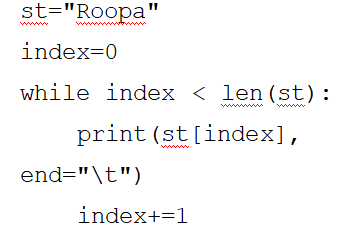 st="Roopa"
index=0
while index < len(st):
    print(st[index],
end="\t")
    index+=1